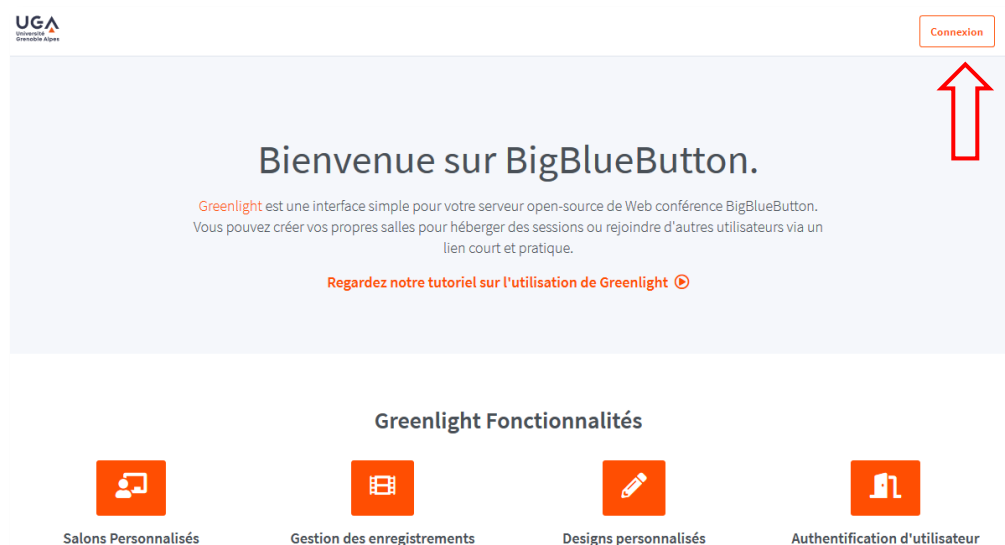 UGA
Université
Grenoble Alpes
Connexion
Bienvenue sur BigBlueButton.
Greenlight est une interface simple pour votre serveur open-source de Web conférence BigBlueButton.
Vous pouvez créer vos propres salles pour héberger des sessions ou rejoindre d'autres utilisateurs via un
lien court et pratique.
Regardez notre tutoriel sur l'utilisation de Greenlight
Greenlight Fonctionnalités
Salons Personnalisés
Gestion des enregistrements
Designs personnalisés
Authentification d'utilisateur